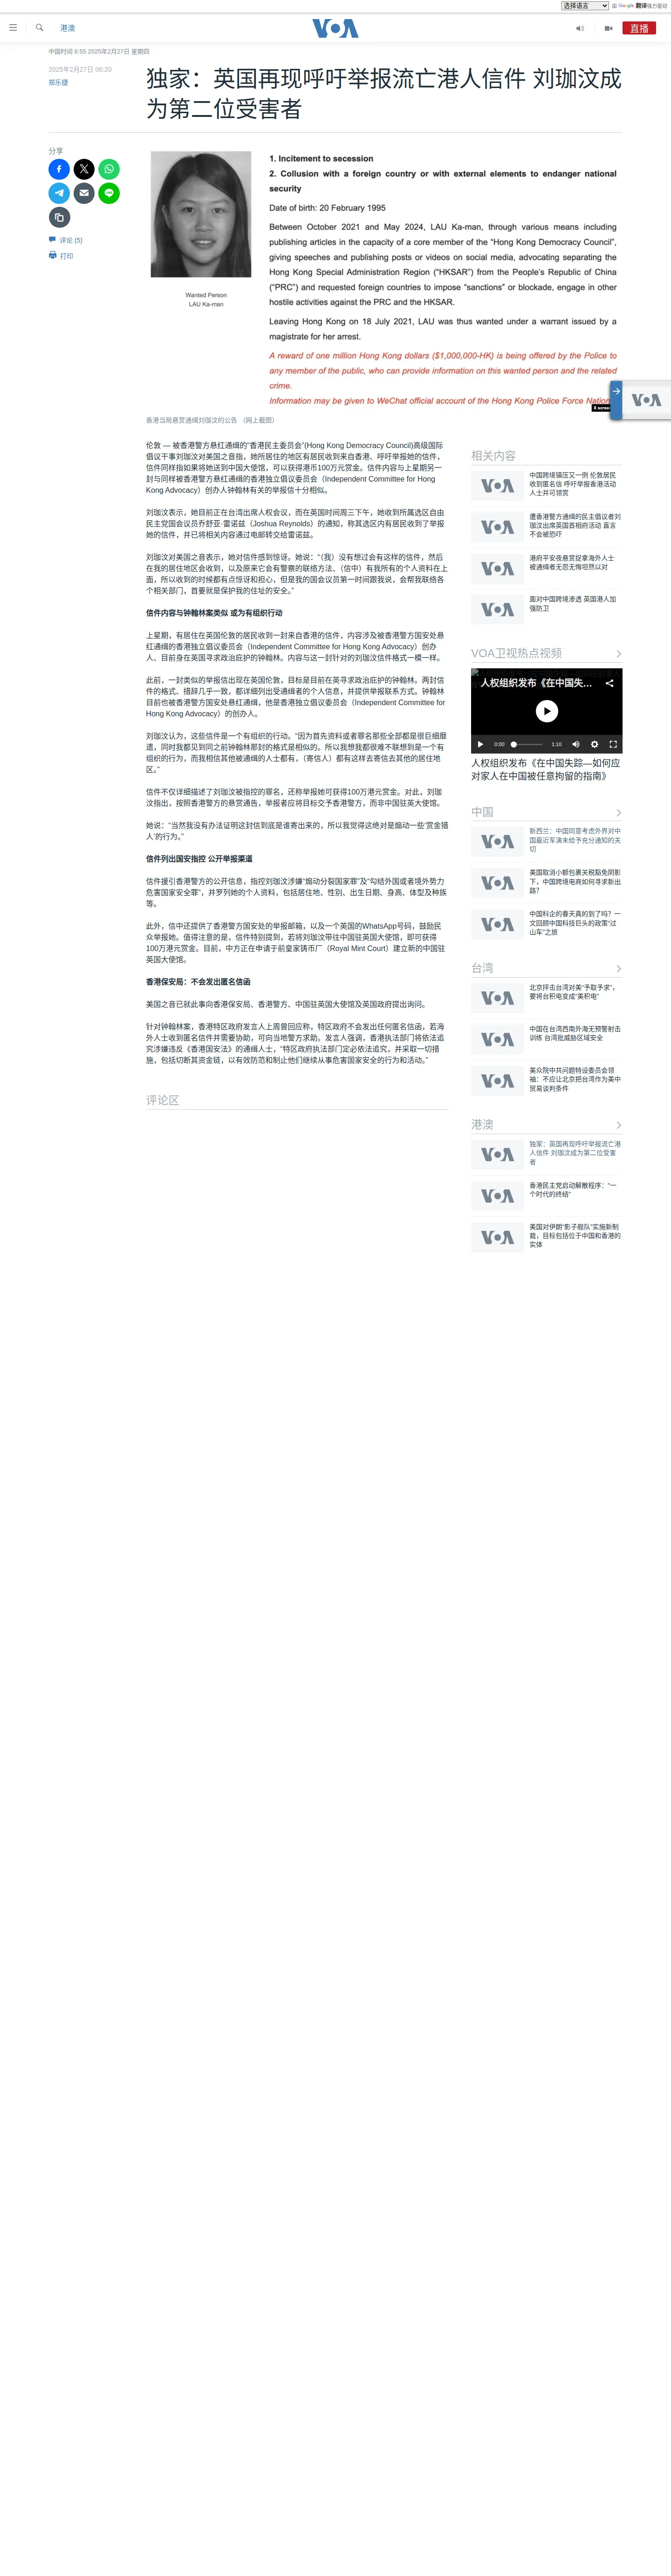 选择语言 由 Google 翻译强力驱动
港澳
VOA
直播
中国时间 8:55 2025年2月27日 星期四
2025年2月27日 06:20
郑乐捷
独家：英国再现呼吁举报流亡港人信件 刘珈汶成
为第二位受害者
分享
评论 (5)
打印
1. Incitement to secession
2. Collusion with a foreign country or with external elements to endanger national
security
Date of birth: 20 February 1995
Between October 2021 and May 2024, LAU Ka-man, through various means including
publishing articles in the capacity of a core member of the “Hong Kong Democracy Council”,
giving speeches and publishing posts or videos on social media, advocating separating the
Hong Kong Special Administration Region (“HKSAR”) from the People's Republic of China
(“PRC”) and requested foreign countries to impose “sanctions” or blockade, engage in other
hostile activities against the PRC and the HKSAR.
Leaving Hong Kong on 18 July 2021, LAU was thus wanted under a warrant issued by a
magistrate for her arrest.
A reward of one million Hong Kong dollars ($1,000,000-HK) is being offered by the Police to
any member of the public, who can provide information on this wanted person and the related
crime.
Information may be given to WeChat official account of the Hong Kong Police Force Nation
Wanted Person
LAU Ka-man
VOA
香港当局悬赏通缉刘珈汶的公告 （网上截图）
伦敦 — 被香港警方悬红通缉的“香港民主委员会”(Hong Kong Democracy Council)高级国际
倡议干事刘珈汶对美国之音指，她所居住的地区有居民收到来自香港、呼吁举报她的信件，
信件同样指如果将她送到中国大使馆，可以获得港币100万元赏金。信件内容与上星期另一
封与同样被香港警方悬红通缉的香港独立倡议委员会（Independent Committee for Hong
Kong Advocacy）创办人钟翰林有关的举报信十分相似。
刘珈汶表示，她目前正在台湾出席人权会议，而在英国时间周三下午，她收到所属选区自由
民主党国会议员乔舒亚·雷诺兹（Joshua Reynolds）的通知，称其选区内有居民收到了举报
她的信件，并已将相关内容通过电邮转交给雷诺兹。
刘珈汶对美国之音表示，她对信件感到惊讶。她说：“（我）没有想过会有这样的信件，然后
在我的居住地区会收到，以及原来它会有警察的联络方法、（信中）有我所有的个人资料在上
面，所以收到的时候都有点惊讶和担心，但是我的国会议员第一时间跟我说，会帮我联络各
个相关部门，首要就是保护我的住址的安全。”
信件内容与钟翰林案类似 或为有组织行动
上星期，有居住在英国伦敦的居民收到一封来自香港的信件，内容涉及被香港警方国安处悬
红通缉的香港独立倡议委员会（Independent Committee for Hong Kong Advocacy）创办
人、目前身在英国寻求政治庇护的钟翰林。内容与这一封针对的刘珈汶信件格式一模一样。
此前，一封类似的举报信出现在英国伦敦，目标是目前在英寻求政治庇护的钟翰林。两封信
件的格式、措辞几乎一致，都详细列出受通缉者的个人信息，并提供举报联系方式。钟翰林
目前也被香港警方国安处悬红通缉，他是香港独立倡议委员会（Independent Committee for
Hong Kong Advocacy）的创办人。
刘珈汶认为，这些信件是一个有组织的行动。“因为首先资料或者罪名那些全部都是很巨细靡
遗，同时我都见到同之前钟翰林那封的格式是相似的。所以我想我都很难不联想到是一个有
组织的行为，而我相信其他被通缉的人士都有，（寄信人）都有这样去寄信去其他的居住地
区。”
信件不仅详细描述了刘珈汶被指控的罪名，还称举报她可获得100万港元赏金。对此，刘珈
汶指出，按照香港警方的悬赏通告，举报者应将目标交予香港警方，而非中国驻英大使馆。
她说：“当然我没有办法证明这封信到底是谁寄出来的，所以我觉得这绝对是煽动一些‘赏金猎
人’的行为。”
信件列出国安指控 公开举报渠道
信件援引香港警方的公开信息，指控刘珈汶涉嫌“煽动分裂国家罪”及“勾结外国或者境外势力
危害国家安全罪”，并罗列她的个人资料，包括居住地、性别、出生日期、身高、体型及种族
等。
此外，信中还提供了香港警方国安处的举报邮箱，以及一个英国的WhatsApp号码，鼓励民
众举报她。值得注意的是，信件特别提到，若将刘珈汶带往中国驻英国大使馆，即可获得
100万港元赏金。目前，中方正在申请于前皇家铸币厂（Royal Mint Court）建立新的中国驻
英国大使馆。
香港保安局：不会发出匿名信函
美国之音已就此事向香港保安局、香港警方、中国驻英国大使馆及英国政府提出询问。
针对钟翰林案，香港特区政府发言人上周曾回应称，特区政府不会发出任何匿名信函，若海
外人士收到匿名信件并需要协助，可向当地警方求助。发言人强调，香港执法部门将依法追
究涉嫌违反《香港国安法》的通缉人士，“特区政府执法部门定必依法追究，并采取一切措
施，包括切断其资金链，以有效防范和制止他们继续从事危害国家安全的行为和活动。”
评论区
相关内容
VOA
中国跨境镇压又一例 伦敦居民
收到匿名信 呼吁举报香港活动
人士并可领赏
VOA
遭香港警方通缉的民主倡议者刘
珈汶出席英国首相府活动 直言
不会被恐吓
VOA
港府平安夜悬赏捉拿海外人士
被通缉者无怨无悔坦然以对
VOA
面对中国跨境渗透 英国港人加
强防卫
VOA卫视热点视频
人权组织发布《在中国失…
0:00
1:10
人权组织发布《在中国失踪—如何应
对家人在中国被任意拘留的指南》
中国
VOA
新西兰：中国同意考虑外界对中
国最近军演未给予充分通知的关
切
VOA
美国取消小额包裹关税豁免阴影
下，中国跨境电商如何寻求新出
路?
VOA
中国科企的春天真的到了吗？一
文回顾中国科技巨头的政策“过
山车”之旅
台湾
VOA
北京抨击台湾对美“予取予求”，
要将台积电变成“美积电”
VOA
中国在台湾西南外海无预警射击
训练 台湾批威胁区域安全
VOA
美众院中共问题特设委员会领
袖：不应让北京把台湾作为美中
贸易谈判条件
港澳
VOA
独家：英国再现呼吁举报流亡港
人信件 刘珈汶成为第二位受害
者
VOA
香港民主党启动解散程序：“一
个时代的终结”
VOA
美国对伊朗“影子舰队”实施新制
裁，目标包括位于中国和香港的
实体